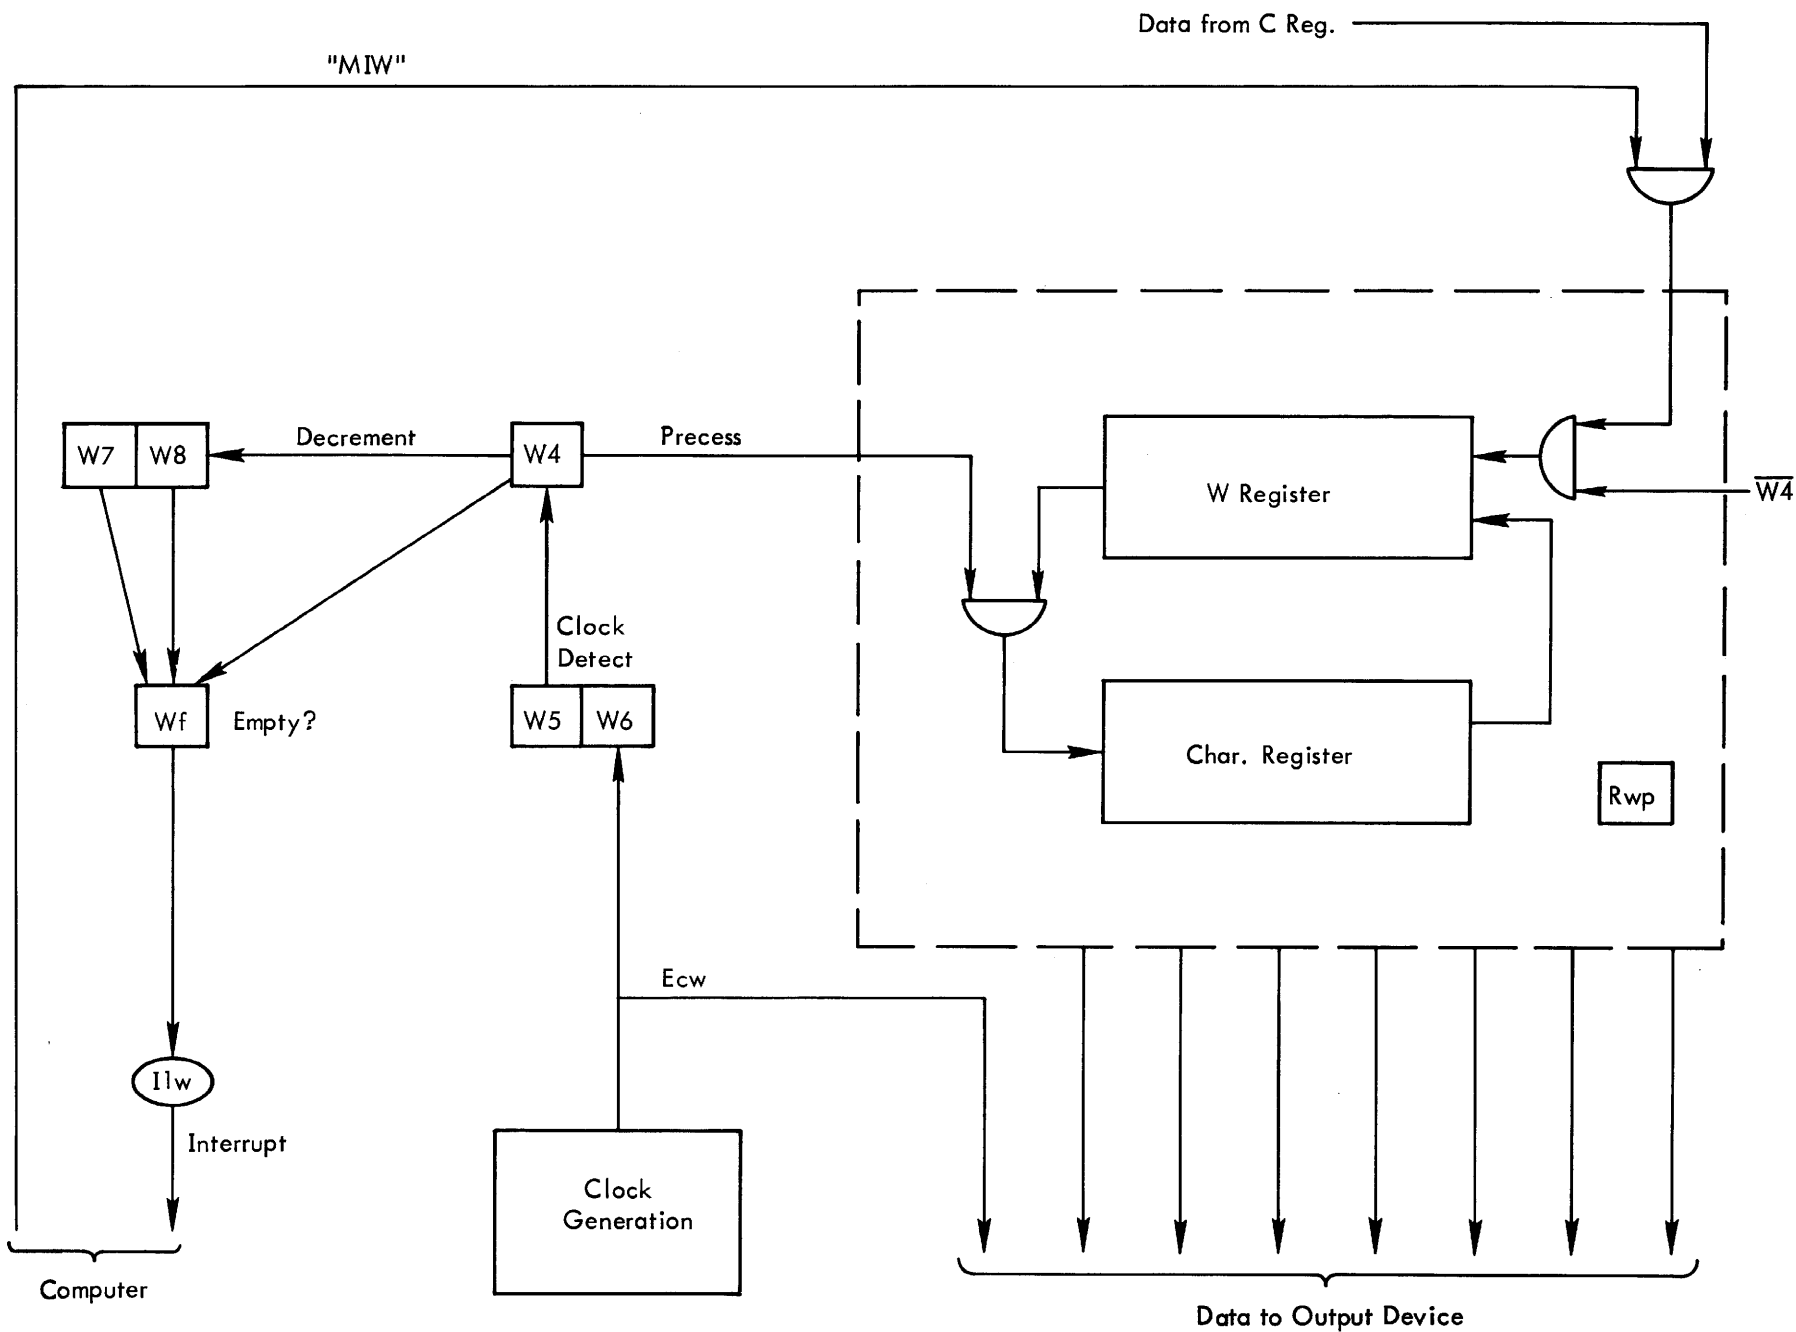 Data from C Reg.
"MIW"
W7
W8
Decrement
W4
Precess
W Register
W4̅
Clock
Detect
Wf
Empty?
W5
W6
Char. Register
Rwp
Ecw
I1w
Interrupt
Clock
Generation
Computer
Data to Output Device